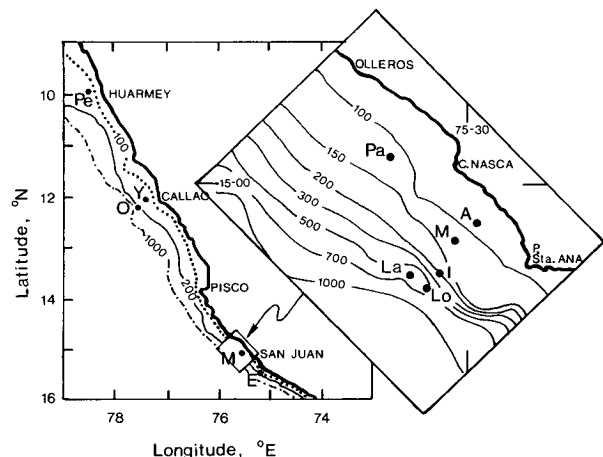 10
12
14
16
78
76
74
Latitude, °N
Longitude, °E
Pe
HUARMEY
100
Y
CALLAO
O
1000
200
PISCO
M
SAN JUAN
E
OLLEROS
100
75-30
C.NASCA
Pa
150
200
300
500
700
1000
15-00
A
M
I
La
Lo
P.
Sta. ANA